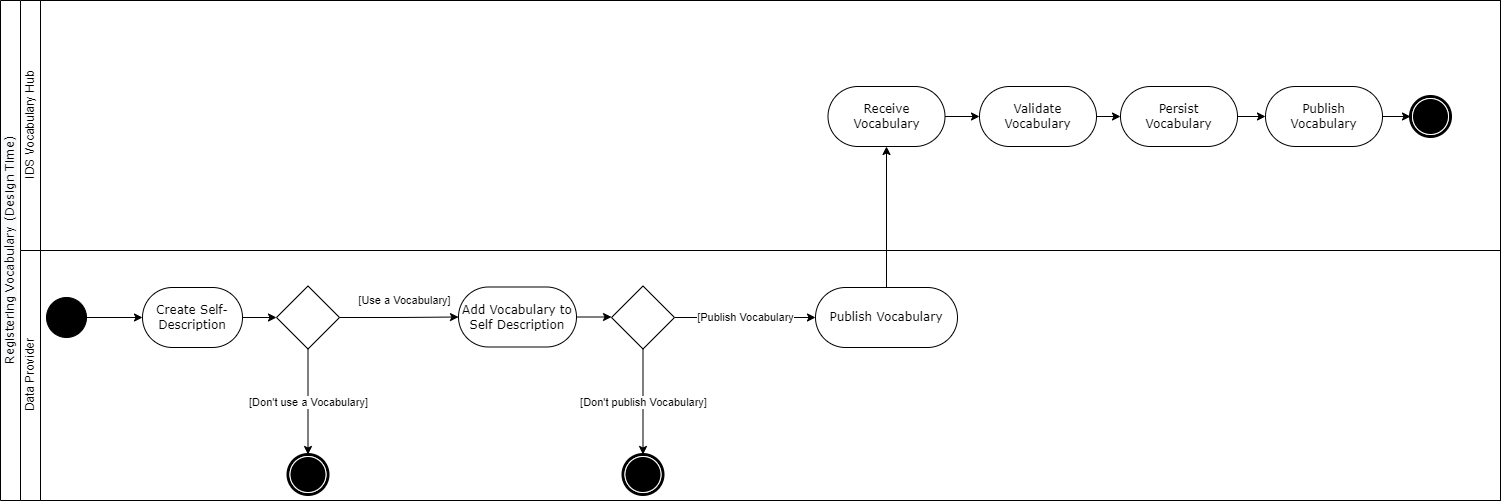 Registering Vocabulary (Design Time)
IDS Vocabulary Hub
Receive
Vocabulary
Validate
Vocabulary
Persist
Vocabulary
Publish
Vocabulary
Data Provider
Create Self-
Description
[Use a Vocabulary]
Add Vocabulary to
Self Description
[Publish Vocabulary
Publish Vocabulary
[Don't use a Vocabulary]
[Don't publish Vocabulary]